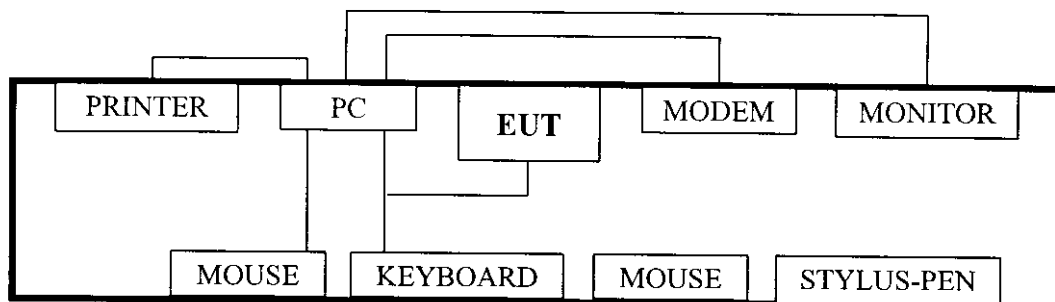 PRINTER
PC
EUT
MODEM
MONITOR
MOUSE
KEYBOARD
MOUSE
STYLUS-PEN